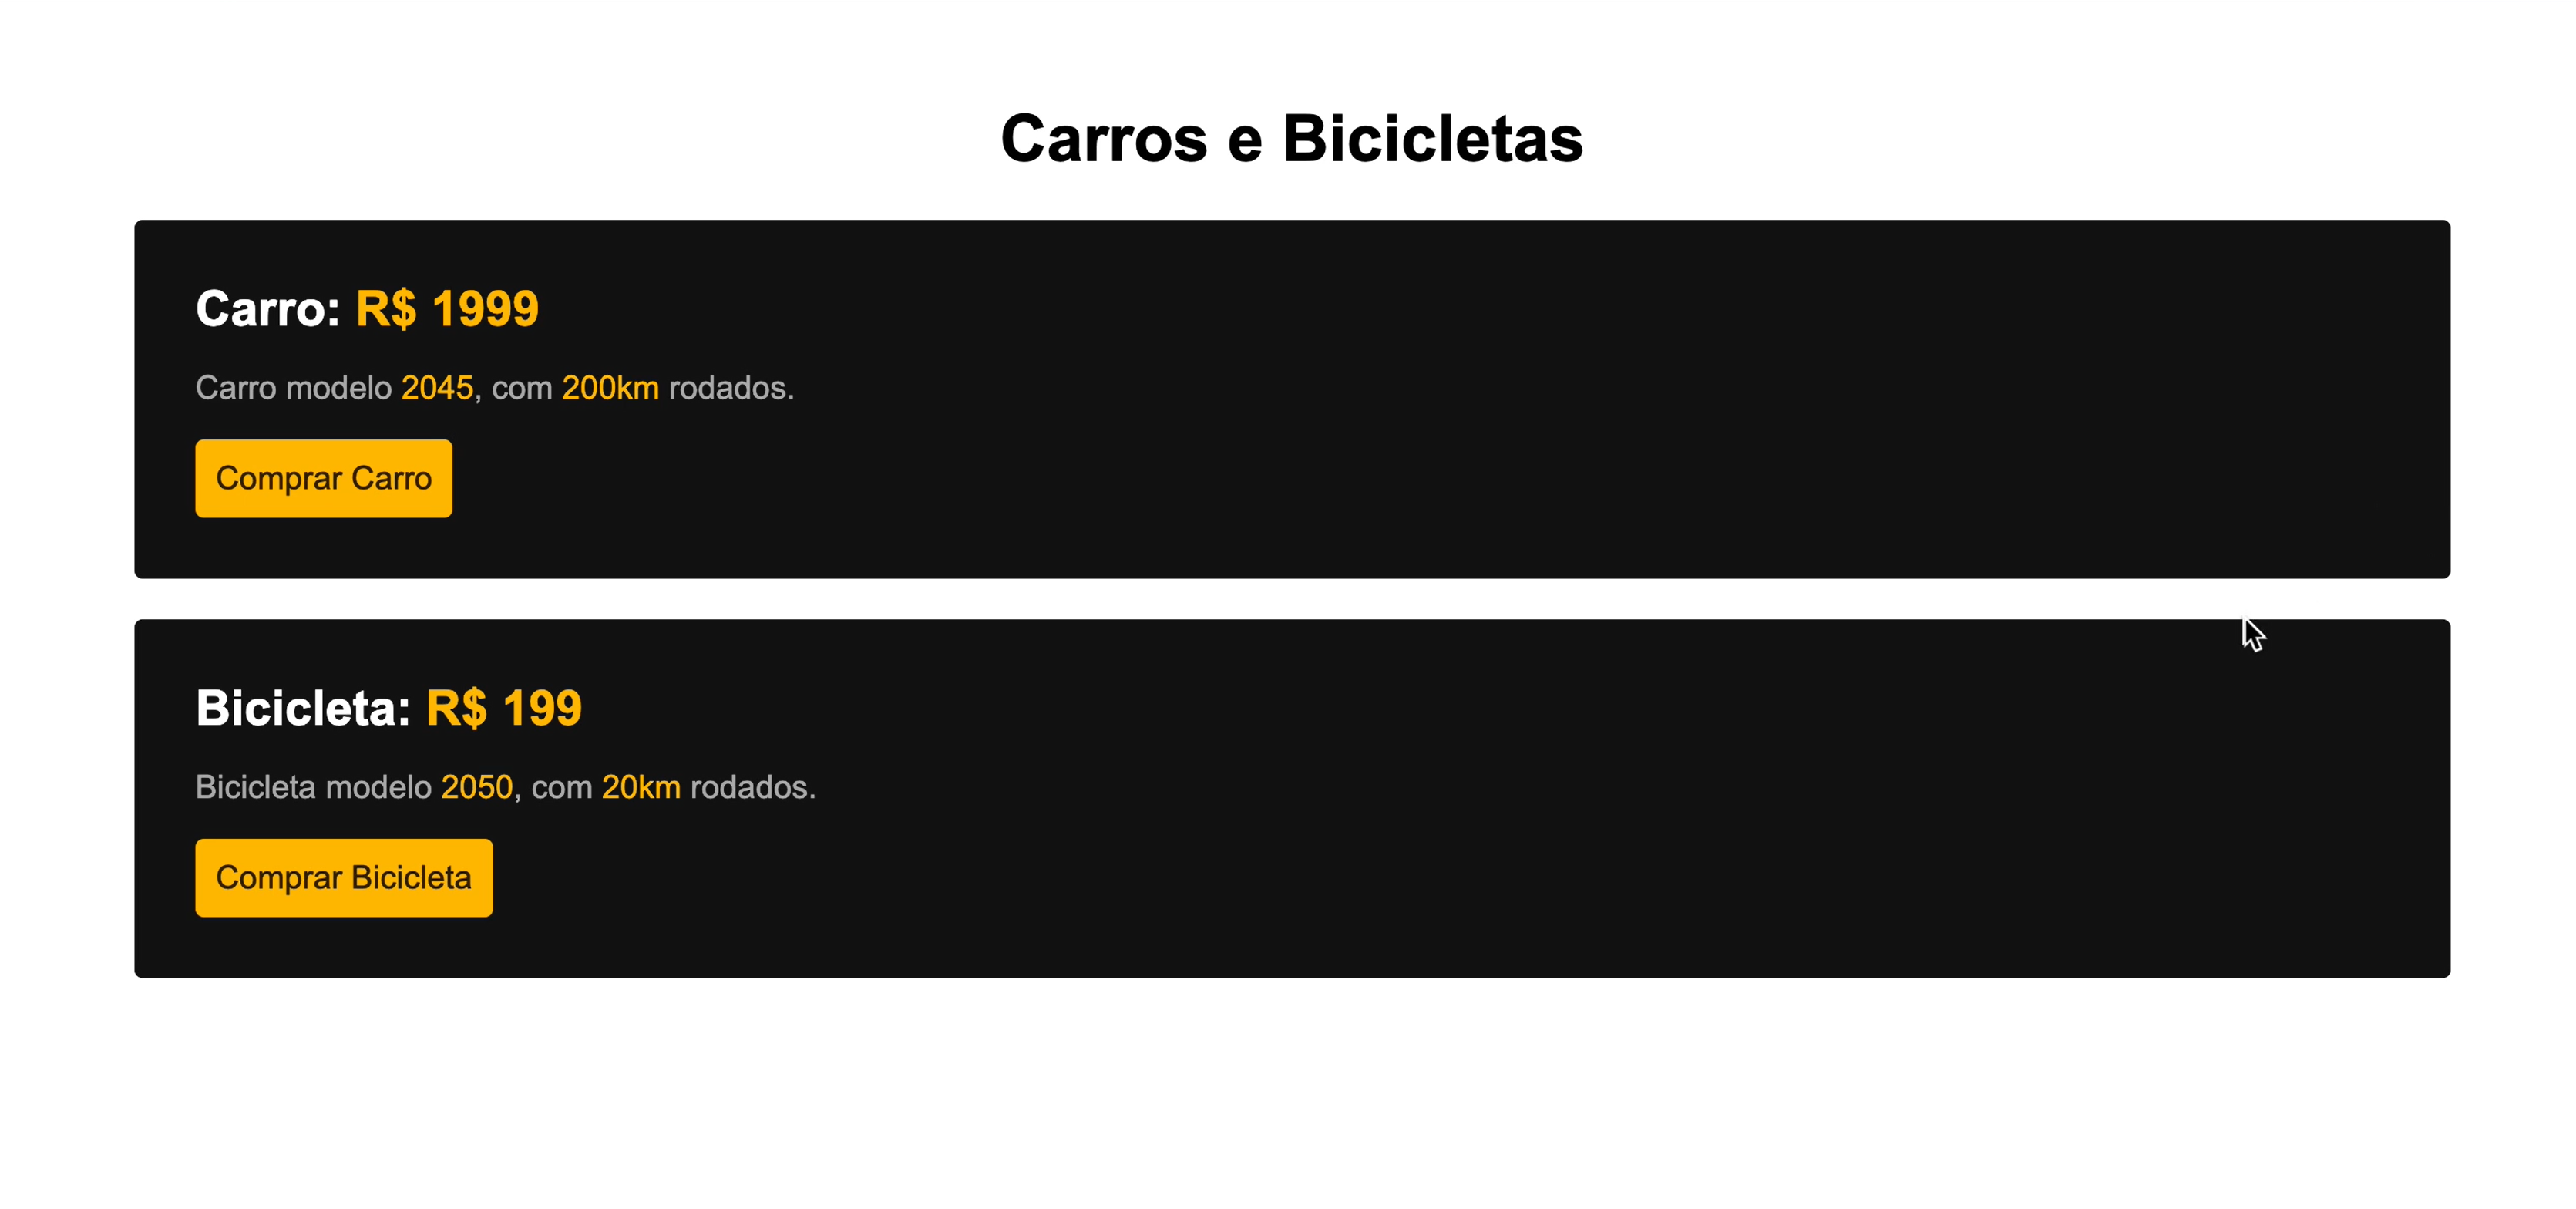 Carros e Bicicletas
Carro: R$ 1999
Carro modelo 2045, com 200km rodados.
Comprar Carro
Bicicleta: R$ 199
Bicicleta modelo 2050, com 20km rodados.
Comprar Bicicleta